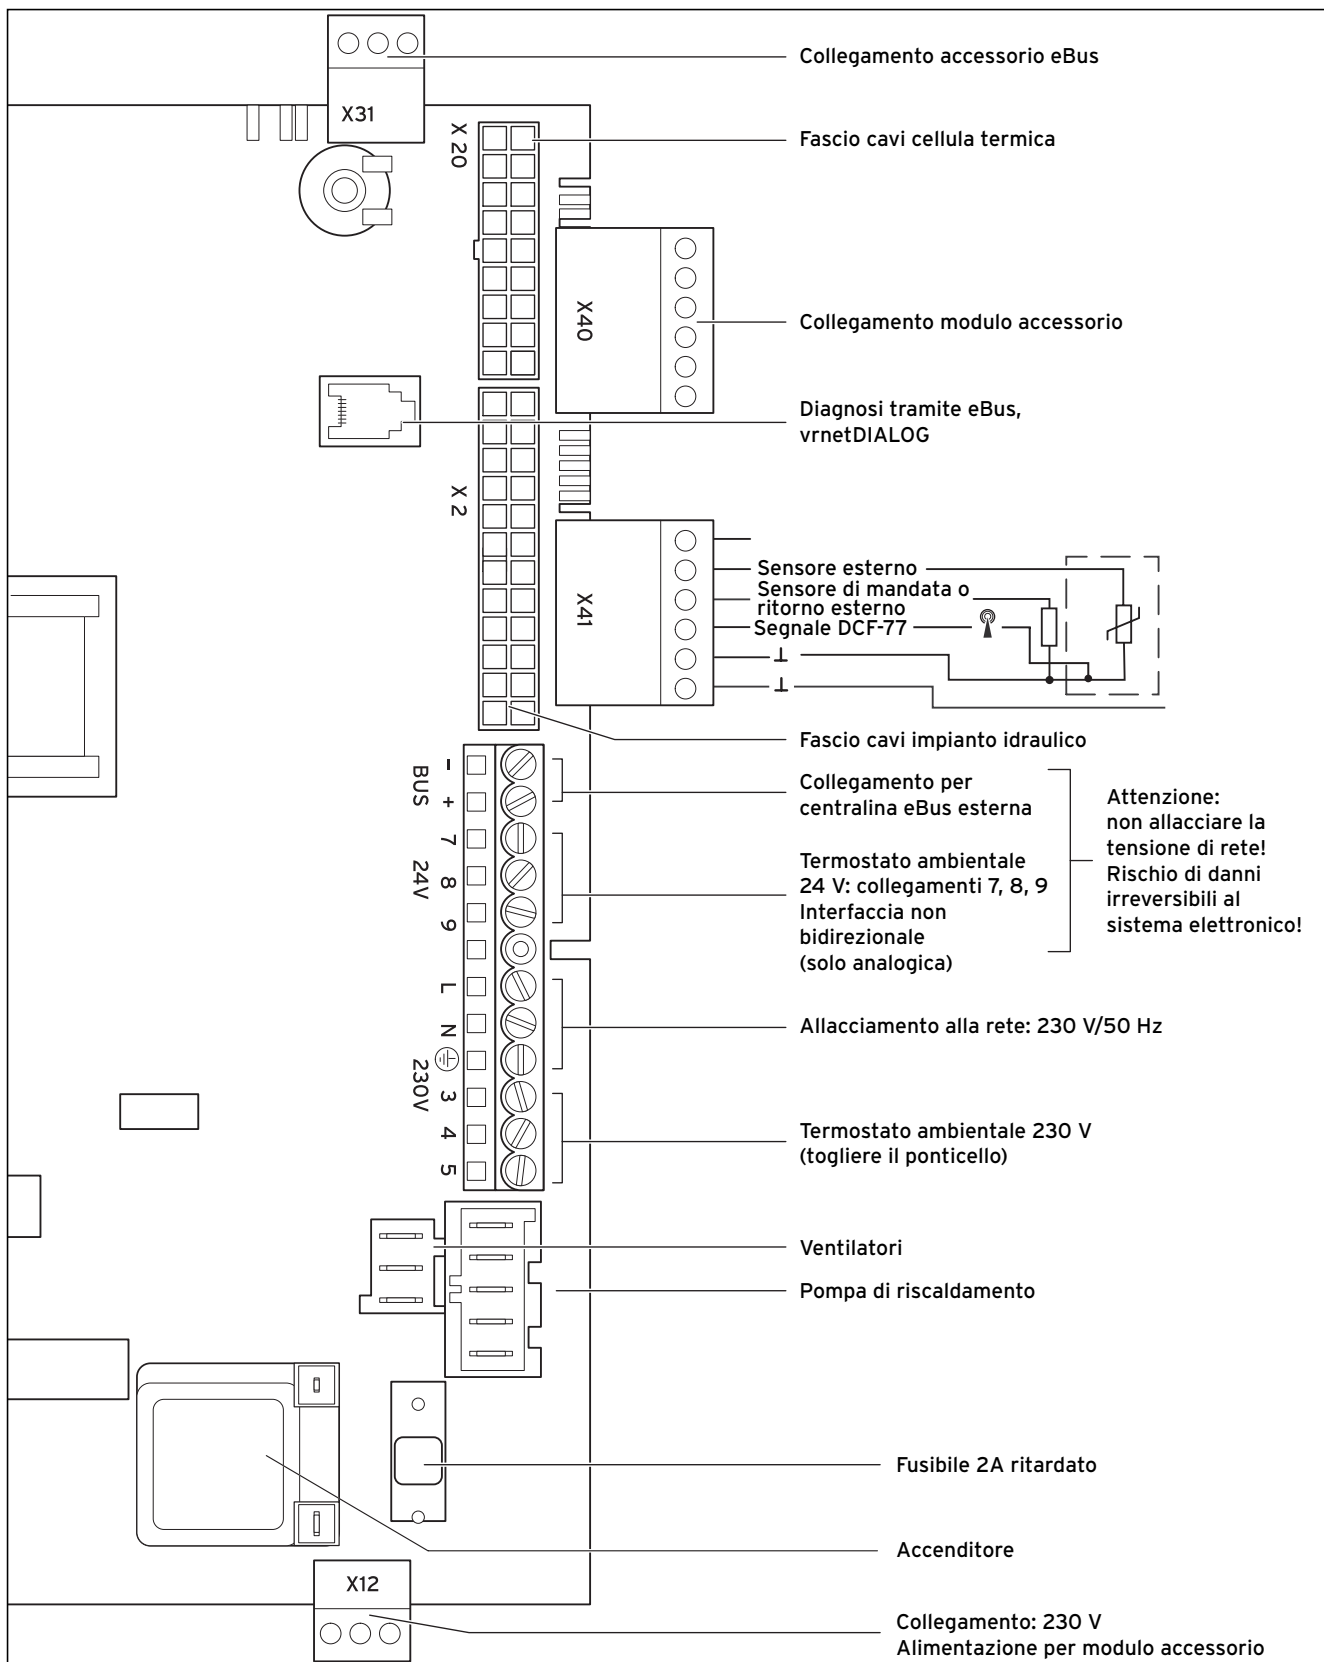 Collegamento accessorio eBus
X31
X 20
Fascio cavi cellula termica
X40
Collegamento modulo accessorio
Diagnosi tramite eBus,
vrnetDIALOG
X 2
X41
Sensore esterno
Sensore di mandata o
ritorno esterno
Segnale DCF-77
Fascio cavi impianto idraulico
BUS
-
+
Collegamento per
centralina eBus esterna
24V
7
8
9
Termostato ambientale
24 V: collegamenti 7, 8, 9
Interfaccia non
bidirezionale
(solo analogica)
Attenzione:
non allacciare la
tensione di rete!
Rischio di danni
irreversibili al
sistema elettronico!
L
N
Allacciamento alla rete: 230 V/50 Hz
230V
3
4
5
Termostato ambientale 230 V
(togliere il ponticello)
Ventilatori
Pompa di riscaldamento
Fusibile 2A ritardato
Accenditore
X12
Collegamento: 230 V
Alimentazione per modulo accessorio